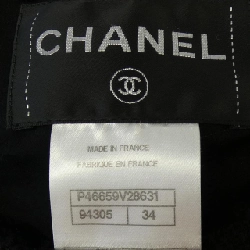 CHANEL
MADE IN FRANCE
FABRIQUE EN FRANCE
P46659V28631
94305 34